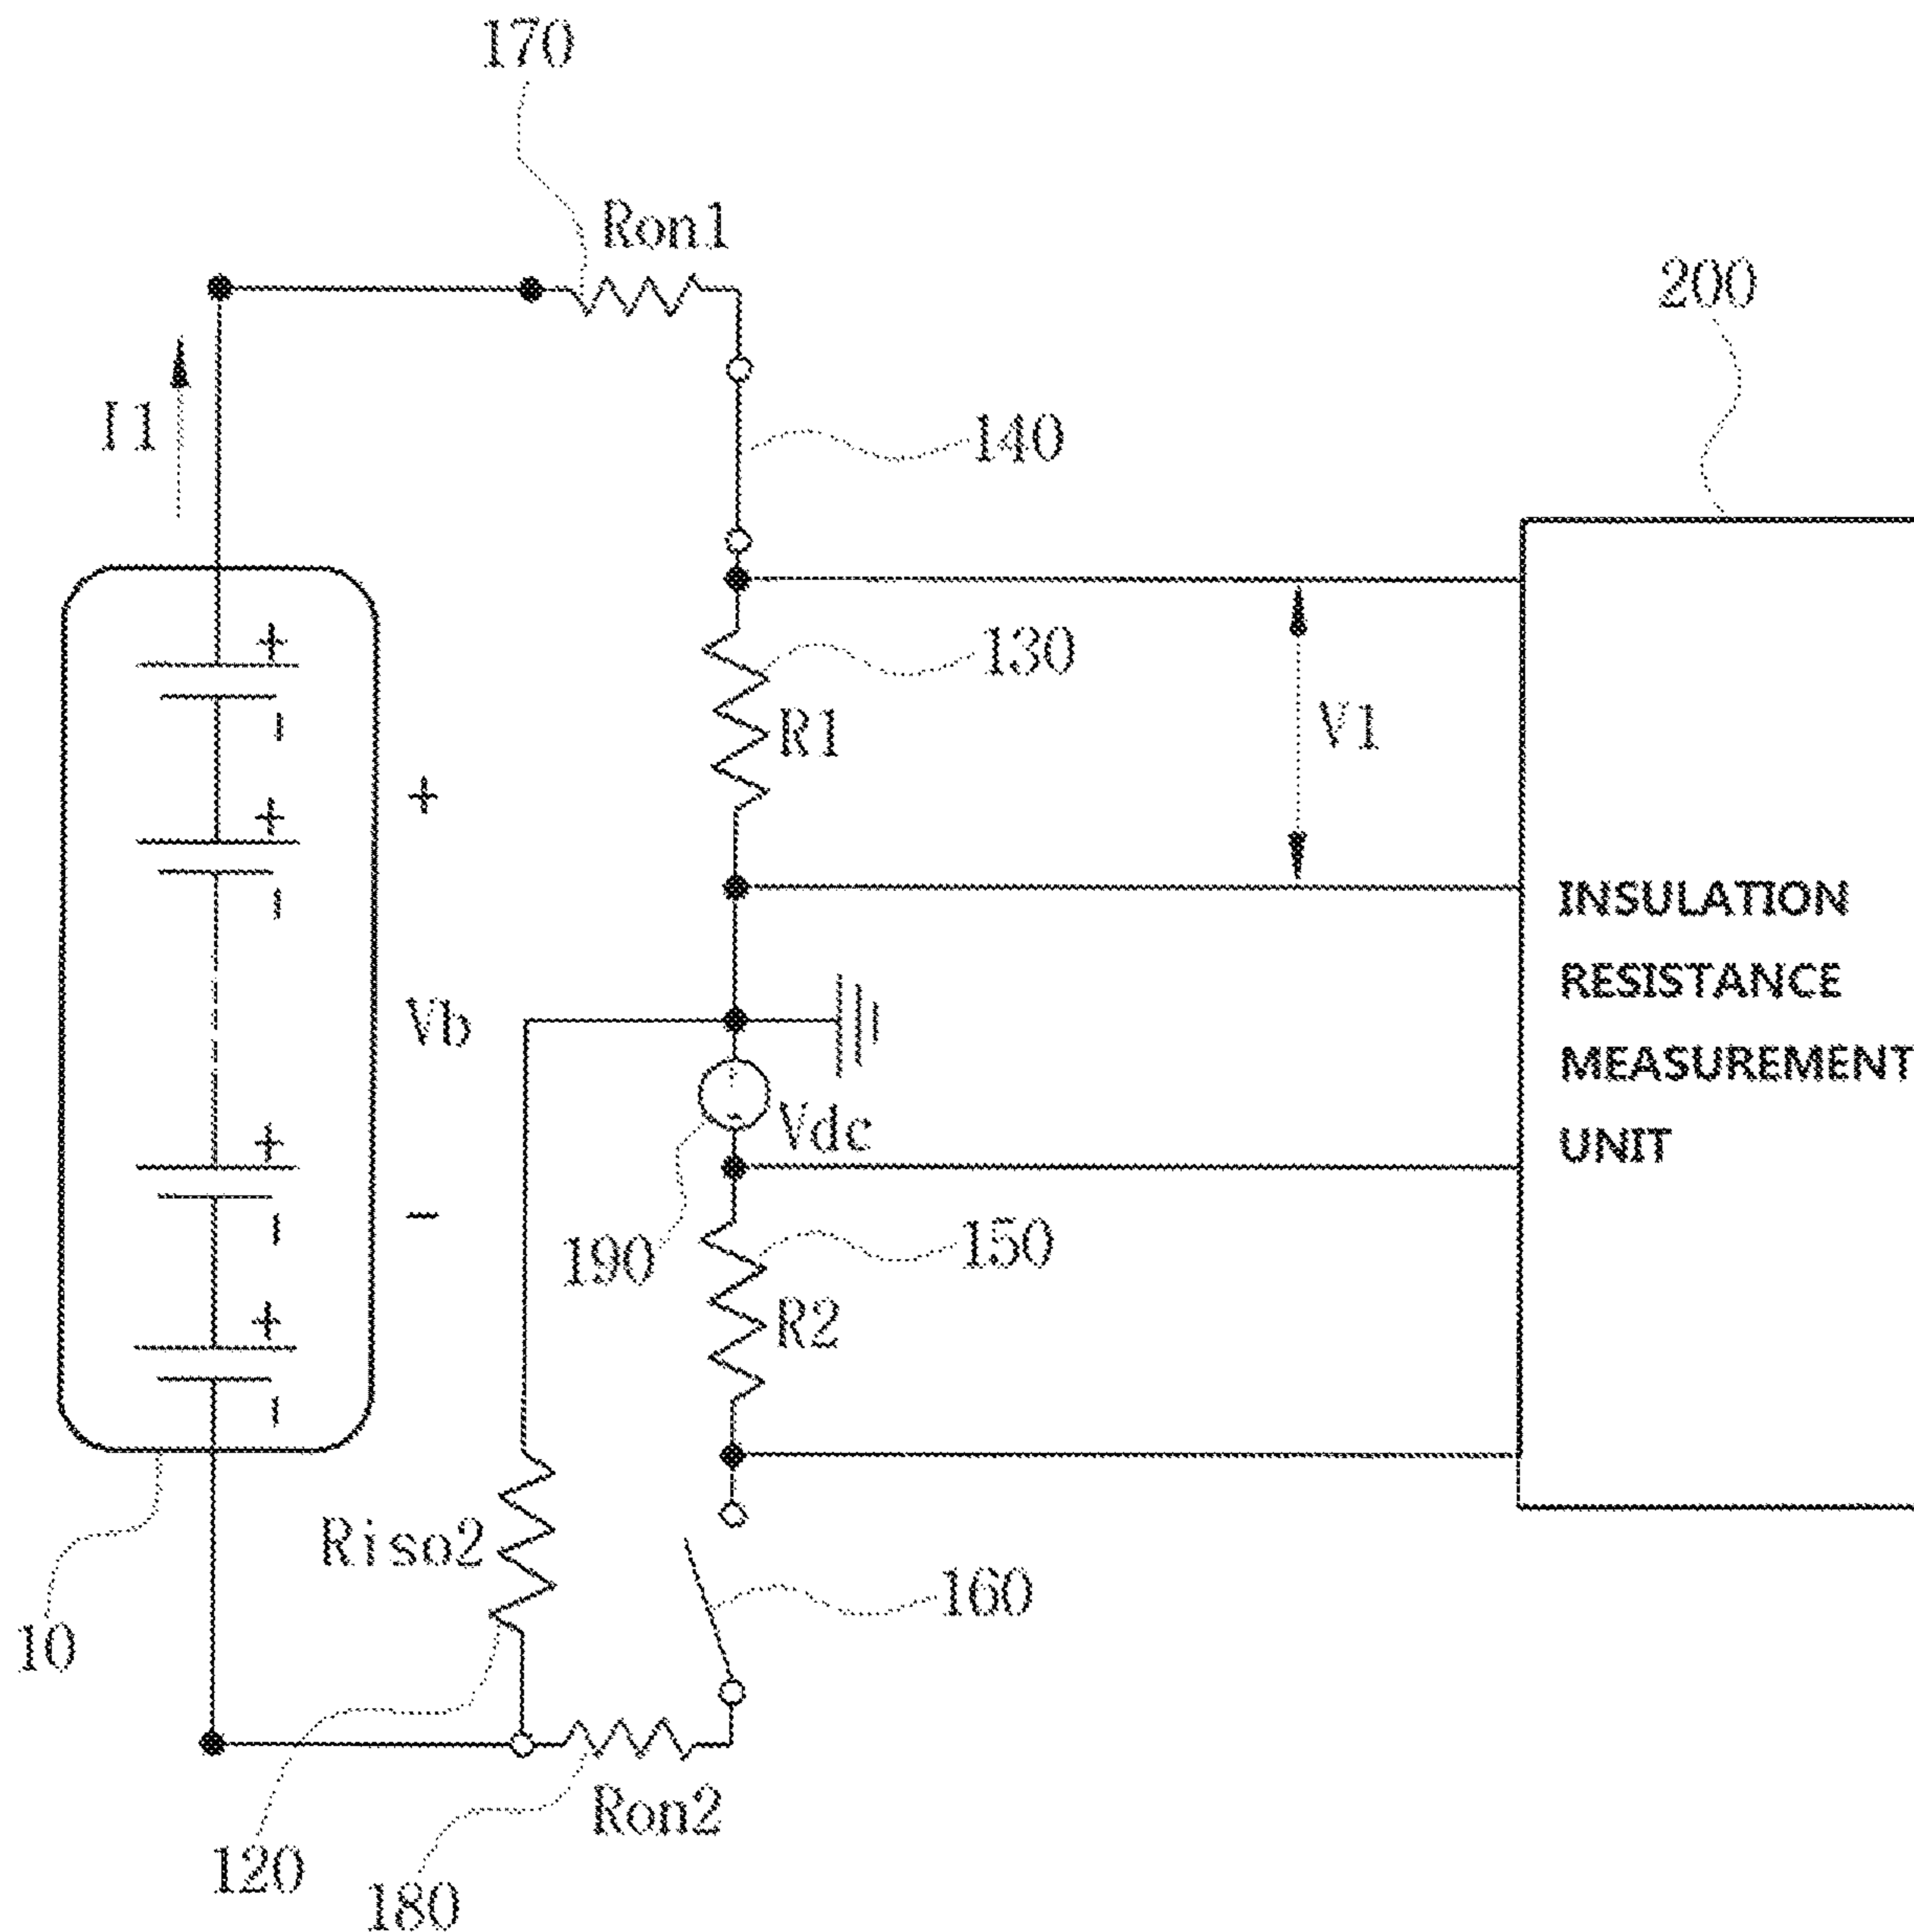 170
Ron1
200
I1
140
130
R1
V1
+
-
+
-
+
-
+
-
+
Vb
-
INSULATION
RESISTANCE
MEASUREMENT
UNIT
Vdc
190
150
R2
Riso2
160
10
Ron2
120
180